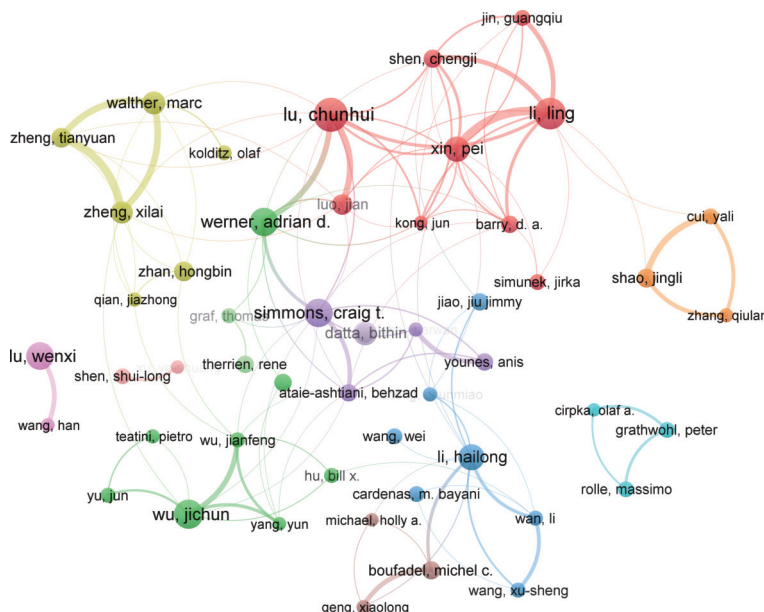 jin, guangqiu
shen, chengji
walther, marc
lu, chunhui
li, ling
zheng, tianyuan
kolditz, olaf
xin, pei
luo, jian
zheng, xilai
werner, adrian d.
kong, jun
barry, d. a.
cui, yali
zhan, hongbin
shao, jingli
simunek, jirka
qian, jiazhong
jiao, jiu jimmy
graf, thomas
simmons, craig t.
zhang, qiulan
datta, bithin
lu, wenxi
therrien, rene
younes, anis
shen, shui-long
ataie-ashtiani, behzad
cirpka, olaf a.
wang, han
grathwohl, peter
teatini, pietro
wu, jianfeng
wang, wei
li, hailong
hu, bill x.
rolle, massimo
yu, jun
cardenas, m. bayani
wu, jichun
yang, yun
michael, holly a.
wan, li
boufadel, michel c.
wang, xu-sheng
geng, xiaolong